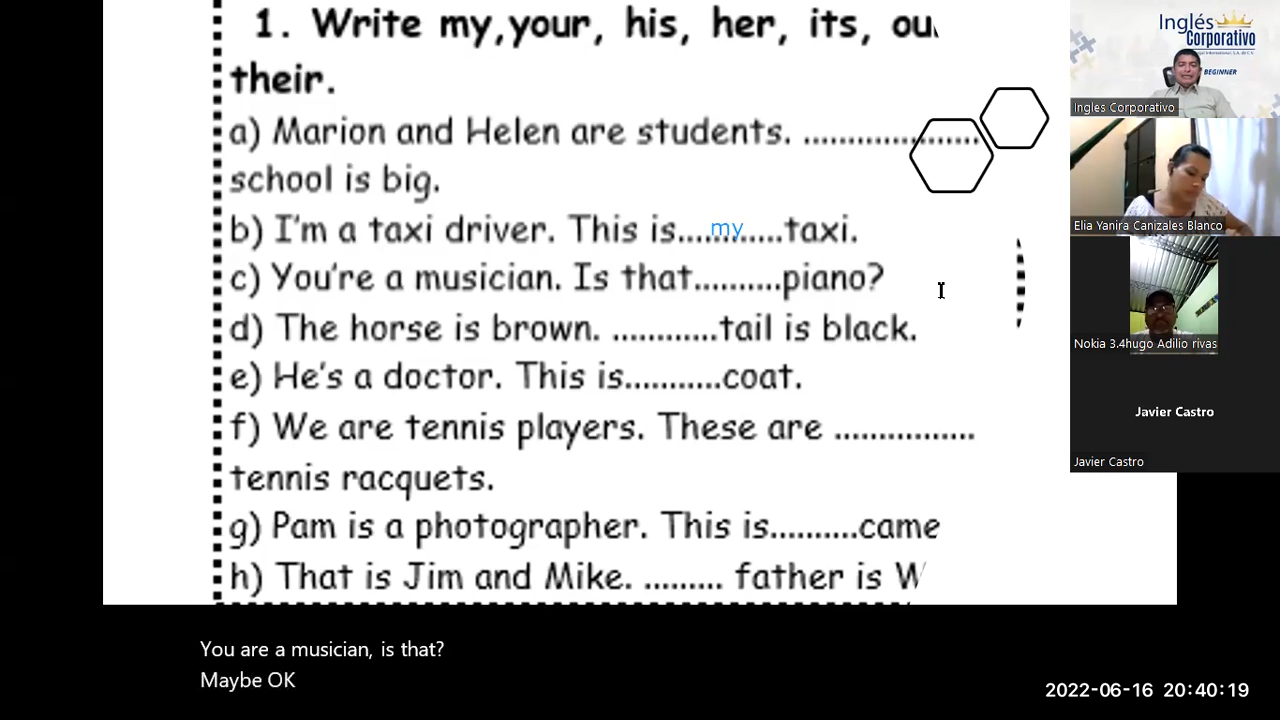 1. Write my,your, his, her, its, ou
their.
a) Marion and Helen are students. ....................
school is big.
b) I'm a taxi driver. This is....my....taxi.
c) You're a musician. Is that..........piano?
d) The horse is brown. ............tail is black.
e) He's a doctor. This is...........coat.
f) We are tennis players. These are ................
tennis racquets.
g) Pam is a photographer. This is..........came
h) That is Jim and Mike. ......... father is W
Inglés
Corporativo
BEGINNER
Ingles Corporativo
Elia Yanira Canizales Blanco
Nokia 3.4hugo Adilio rivas
Javier Castro
Javier Castro
You are a musician, is that?
Maybe OK
2022-06-16 20:40:19